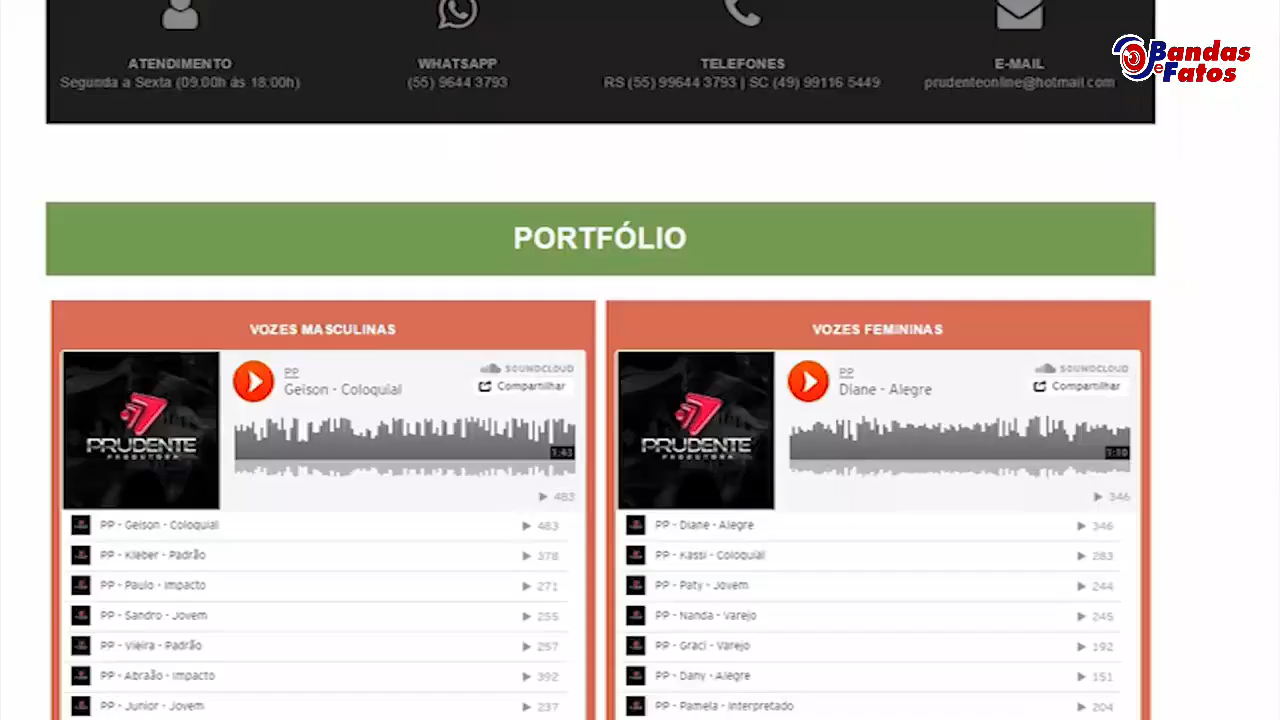 Bandas
e Fatos
ATENDIMENTO
Segunda a Sexta (09:00h ás 18:00h)
WHATSAPP
(55) 9644 3793
TELEFONES
RS (55) 99644 3793 | SC (49) 99116 5449
E-MAIL
prudenteonline@hotmail.com
PORTFÓLIO
VOZES MASCULINAS
PRUDENTE
PRODUTORA
PP
Geison - Coloquial
SOUNDCLOUD
Compartilhar
1:43
483
PP - Geison - Coloquial 483
PP - Kleber - Padrão 378
PP - Paulo - Impacto 271
PP - Sandro - Jovem 255
PP - Vieira - Padrão 257
PP - Abraão - Impacto 392
PP - Junior - Jovem 237
VOZES FEMININAS
PRUDENTE
PRODUTORA
PP
Diane - Alegre
SOUNDCLOUD
Compartilhar
1:10
346
PP - Diane - Alegre 346
PP - Kassi - Coloquial 283
PP - Paty - Jovem 244
PP - Nanda - Varejo 245
PP - Graci - Varejo 192
PP - Dany - Alegre 151
PP - Pamela - Interpretado 204